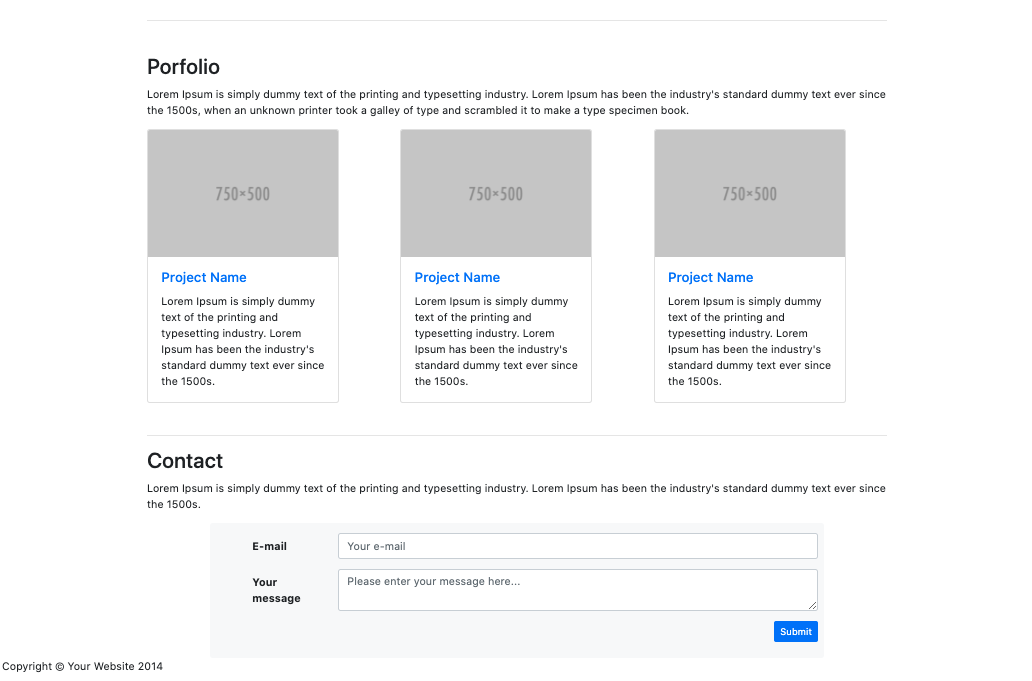 Porfolio
Lorem Ipsum is simply dummy text of the printing and typesetting industry. Lorem Ipsum has been the industry's standard dummy text ever since
the 1500s, when an unknown printer took a galley of type and scrambled it to make a type specimen book.
750×500
Project Name
Lorem Ipsum is simply dummy
text of the printing and
typesetting industry. Lorem
Ipsum has been the industry's
standard dummy text ever since
the 1500s.
750×500
Project Name
Lorem Ipsum is simply dummy
text of the printing and
typesetting industry. Lorem
Ipsum has been the industry's
standard dummy text ever since
the 1500s.
750×500
Project Name
Lorem Ipsum is simply dummy
text of the printing and
typesetting industry. Lorem
Ipsum has been the industry's
standard dummy text ever since
the 1500s.
Contact
Lorem Ipsum is simply dummy text of the printing and typesetting industry. Lorem Ipsum has been the industry's standard dummy text ever since
the 1500s.
E-mail
Your e-mail
Your
message
Please enter your message here...
Submit
Copyright © Your Website 2014